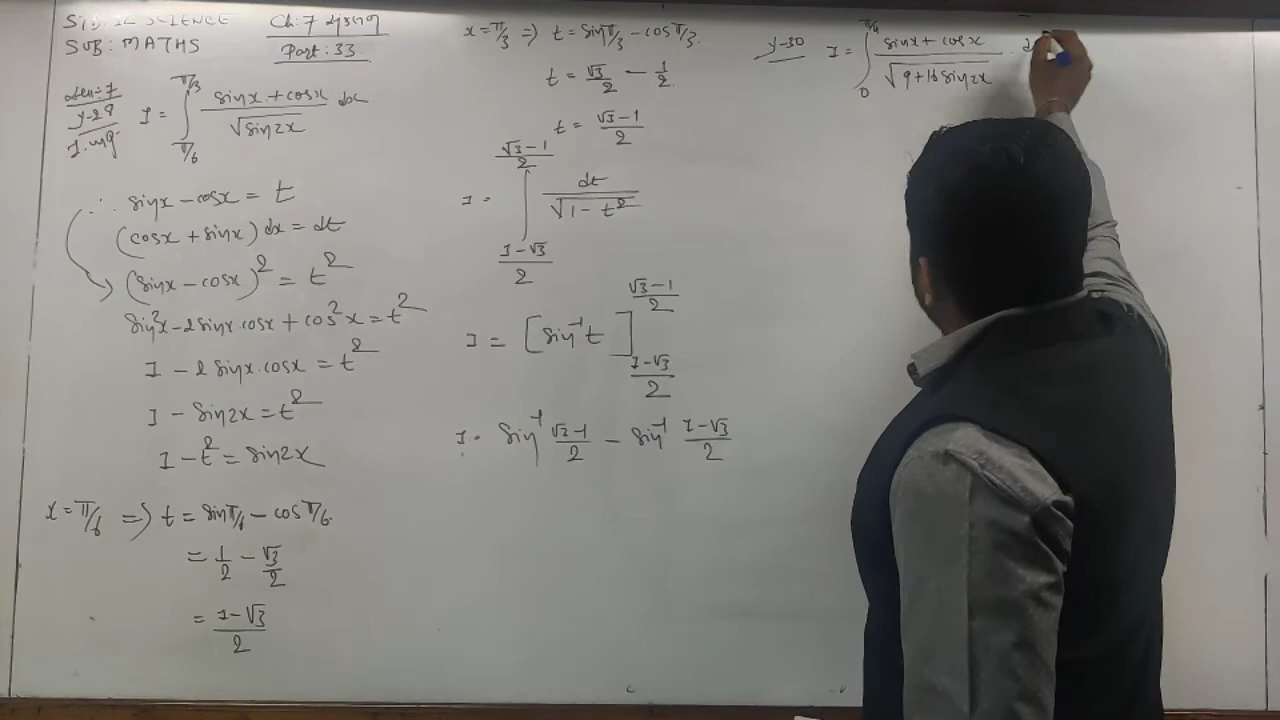 STD: 12 SCIENCE
SUB: MATHS
Ch: 7
Part: 33
I = ∫_{π/6}^{π/3} (sin x + cos x)/√(sin 2x) dx
∴ sin x − cos x = t
(cos x + sin x) dx = dt
(sin x − cos x)² = t²
sin²x − 2 sin x·cos x + cos²x = t²
1 − 2 sin x·cos x = t²
1 − sin 2x = t²
1 − t² = sin 2x
x = π/6 ⇒ t = sin π/6 − cos π/6.
= 1/2 − √3/2
= (1 − √3)/2
x = π/3 ⇒ t = sin π/3 − cos π/3.
t = √3/2 − 1/2.
t = (√3 − 1)/2
I = ∫_{(1−√3)/2}^{(√3−1)/2} dt/√(1 − t²)
I = [sin⁻¹ t]_{(1−√3)/2}^{(√3−1)/2}
I = sin⁻¹ (√3−1)/2 − sin⁻¹ (1−√3)/2
y-30 I = ∫_{0}^{π/4} (sin x + cos x)/√(9 + 16 sin 2x) ·